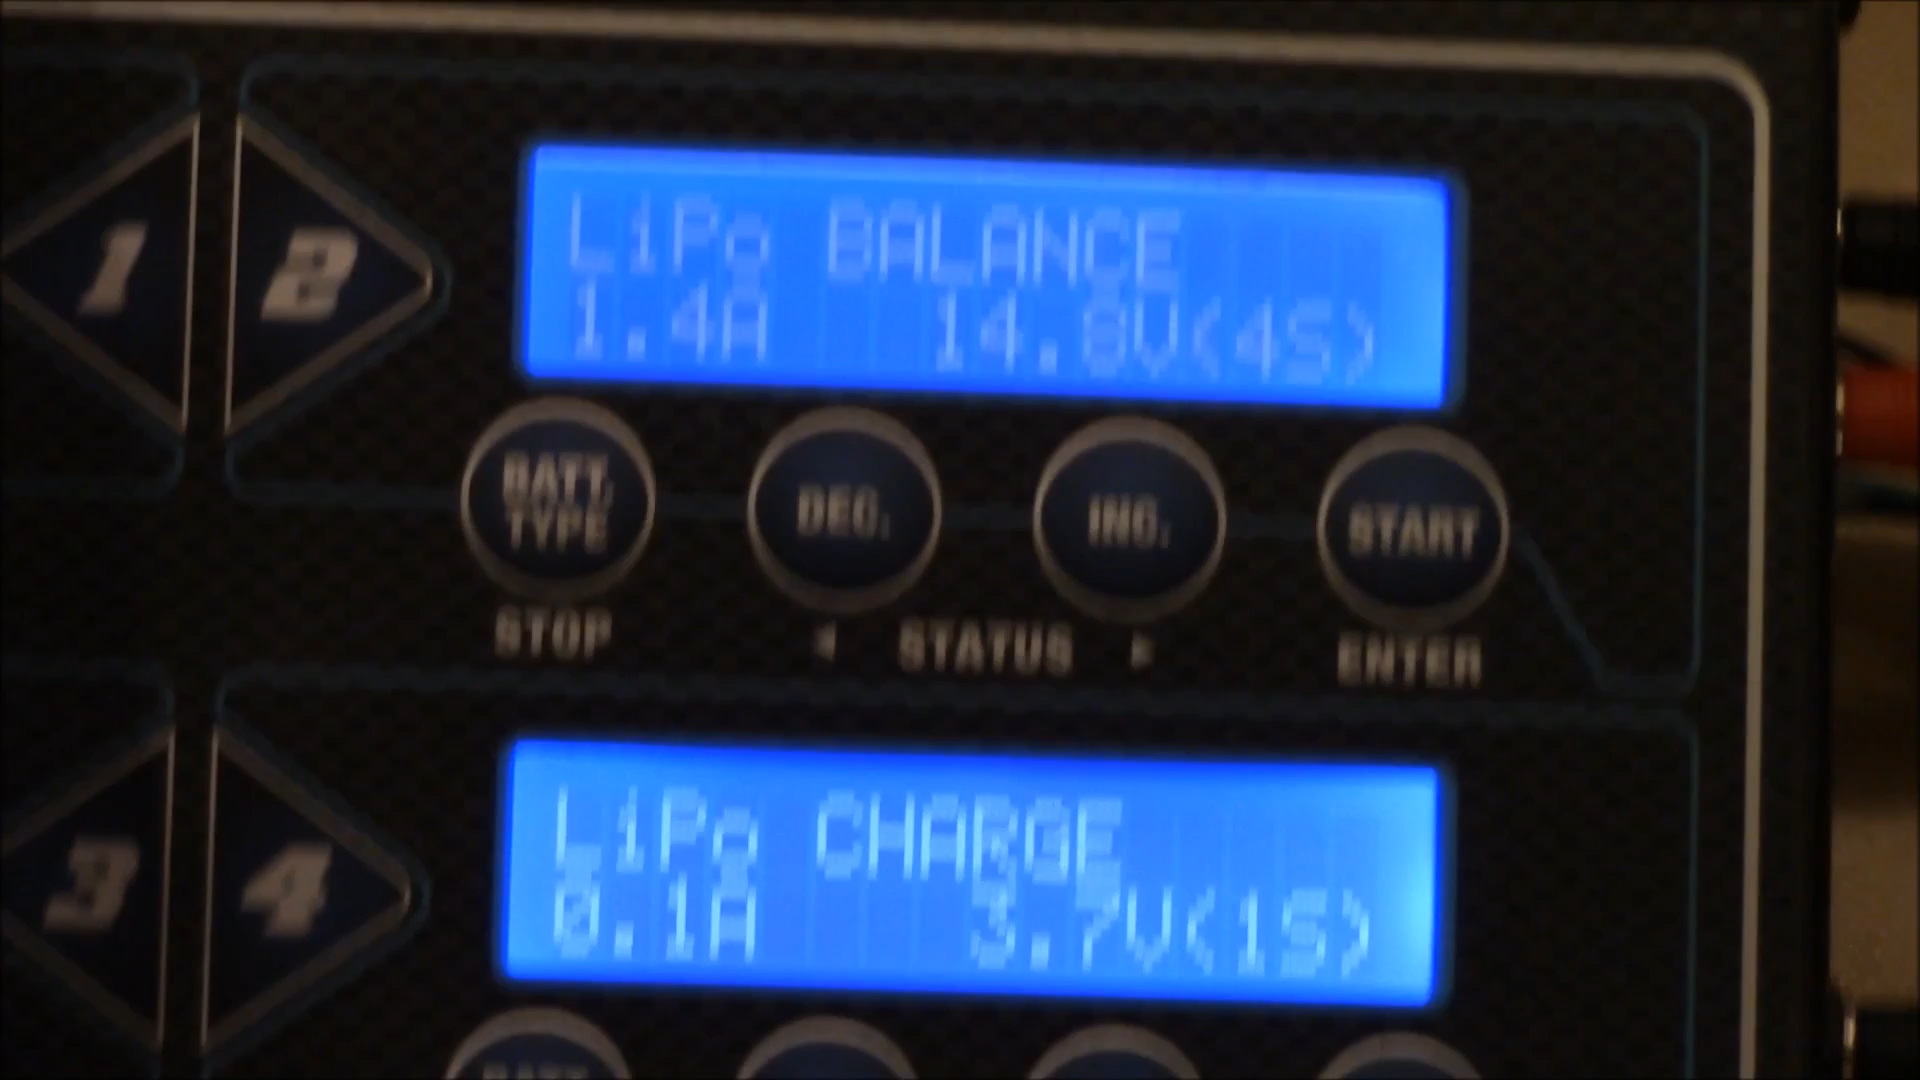 1 2
LiPo BALANCE
1.4A 14.8V(4S)
BATT. TYPE DEC. INC. START
STOP ◄ STATUS ► ENTER
3 4
LiPo CHARGE
0.1A 3.7V(1S)
BATT.